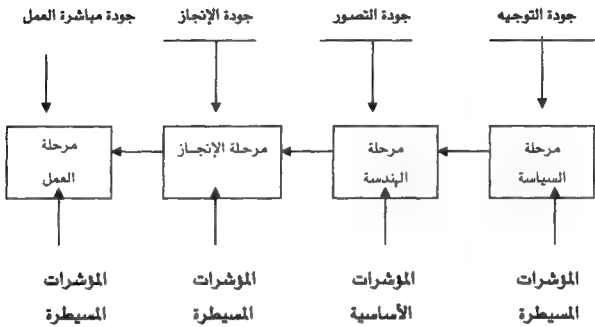 جودة التوجيه
جودة التصور
جودة الإنجاز
جودة مباشرة العمل
مرحلة
السياسة
مرحلة
الهندسة
مرحلة الإنجــاز
مرحلة
العمل
المؤشرات
المسيطرة
المؤشرات
الأساسية
المؤشرات
المسيطرة
المؤشرات
المسيطرة